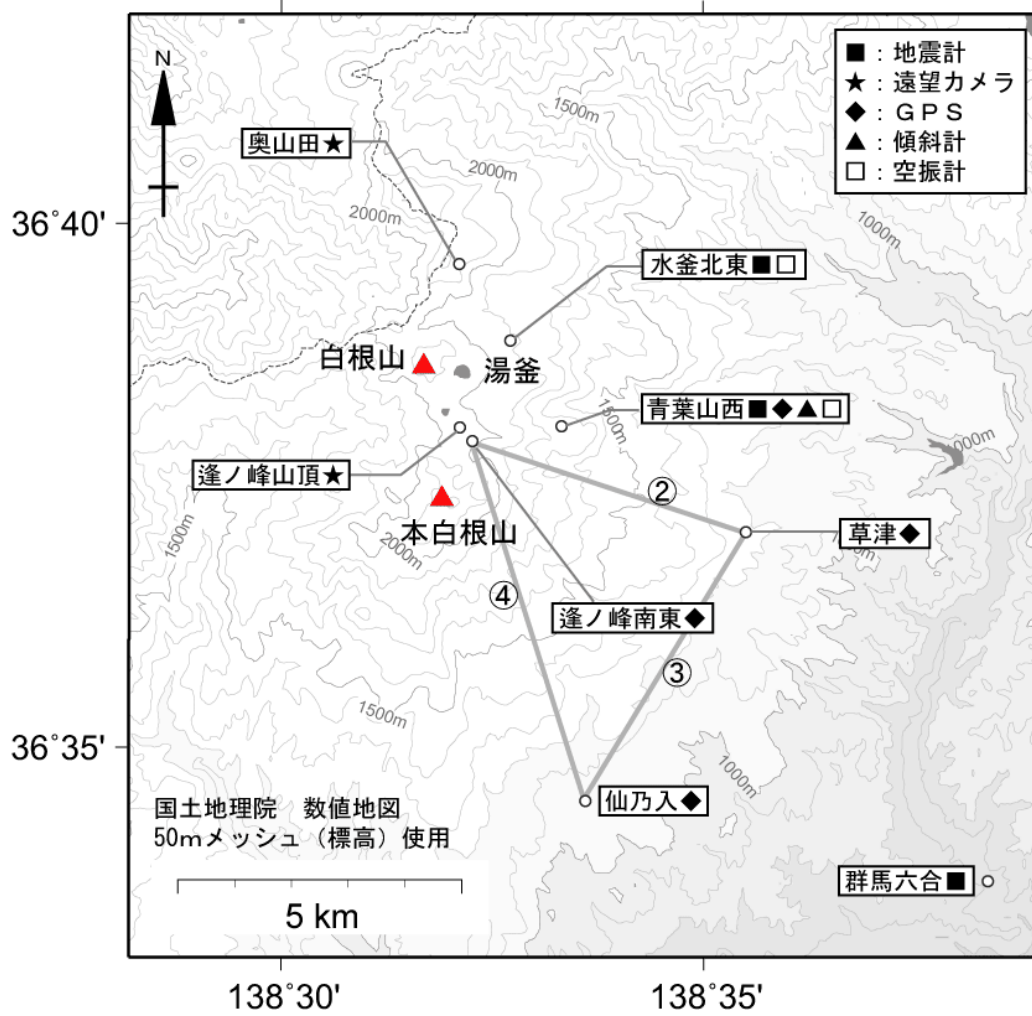 N
■：地震計
★：遠望カメラ
◆：ＧＰＳ
▲：傾斜計
□：空振計
奥山田★
1500m
2000m
2000m
1000m
36°40'
水釜北東■□
白根山
湯釜
青葉山西■◆▲□
1500m
逢ノ峰山頂★
②
本白根山
2000m
1500m
草津◆
④
逢ノ峰南東◆
③
1500m
36°35'
1000m
仙乃入◆
国土地理院　数値地図
50mメッシュ（標高）使用
5 km
群馬六合■
138°30'
138°35'